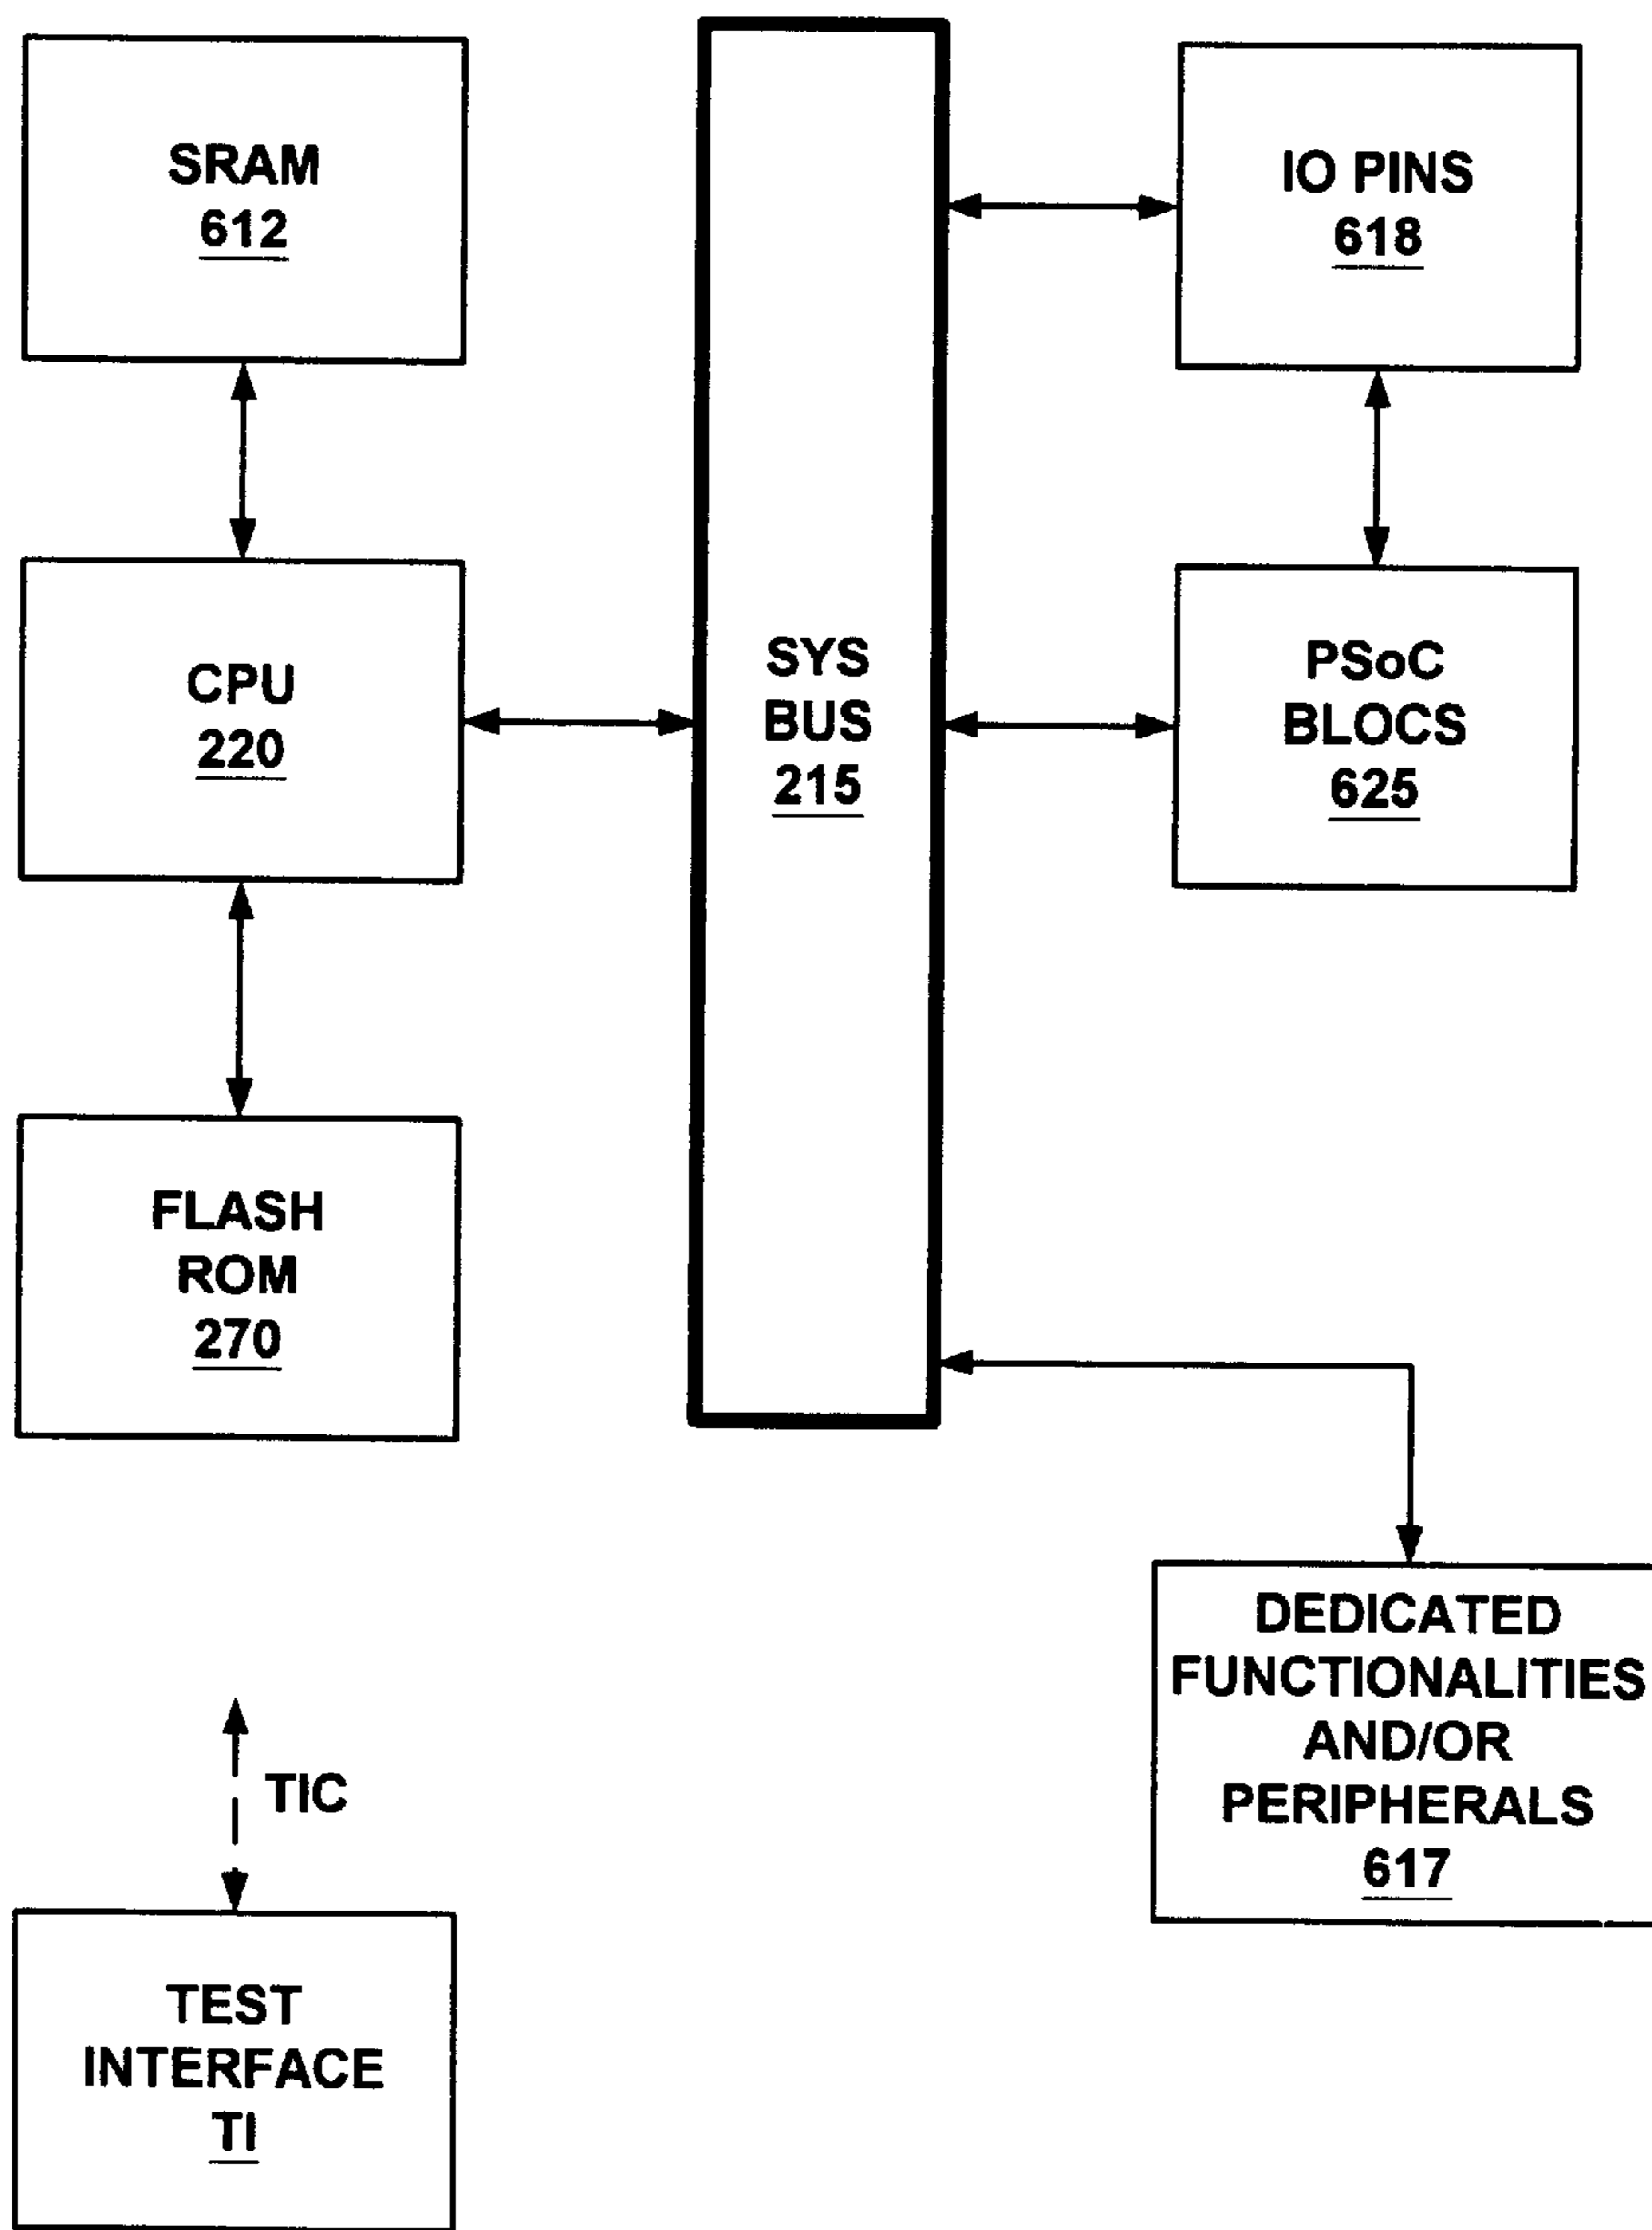 SRAM
612
CPU
220
FLASH
ROM
270
TIC
TEST
INTERFACE
TI
SYS
BUS
215
IO PINS
618
PSoC
BLOCS
625
DEDICATED
FUNCTIONALITIES
AND/OR
PERIPHERALS
617